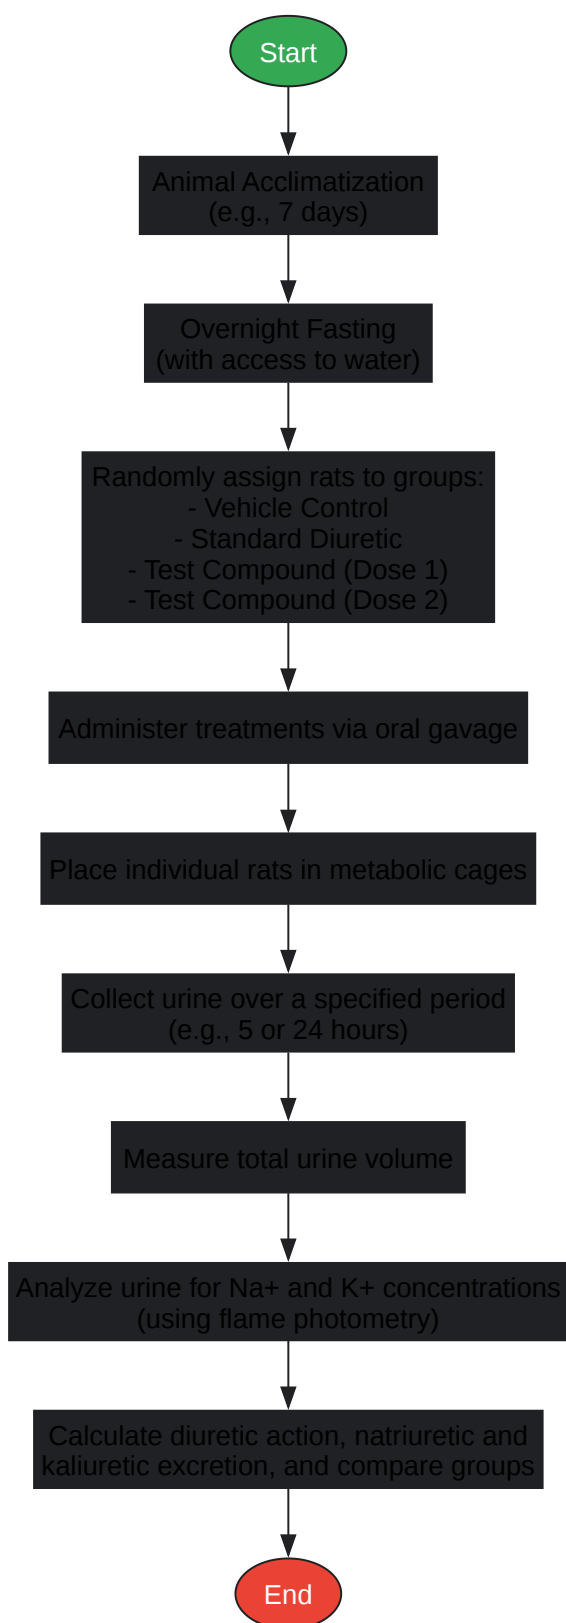 Start
Animal Acclimatization
(e.g., 7 days)
Overnight Fasting
(with access to water)
Randomly assign rats to groups:
- Vehicle Control
- Standard Diuretic
- Test Compound (Dose 1)
- Test Compound (Dose 2)
Administer treatments via oral gavage
Place individual rats in metabolic cages
Collect urine over a specified period
(e.g., 5 or 24 hours)
Measure total urine volume
Analyze urine for Na+ and K+ concentrations
(using flame photometry)
Calculate diuretic action, natriuretic and
kaliuretic excretion, and compare groups
End